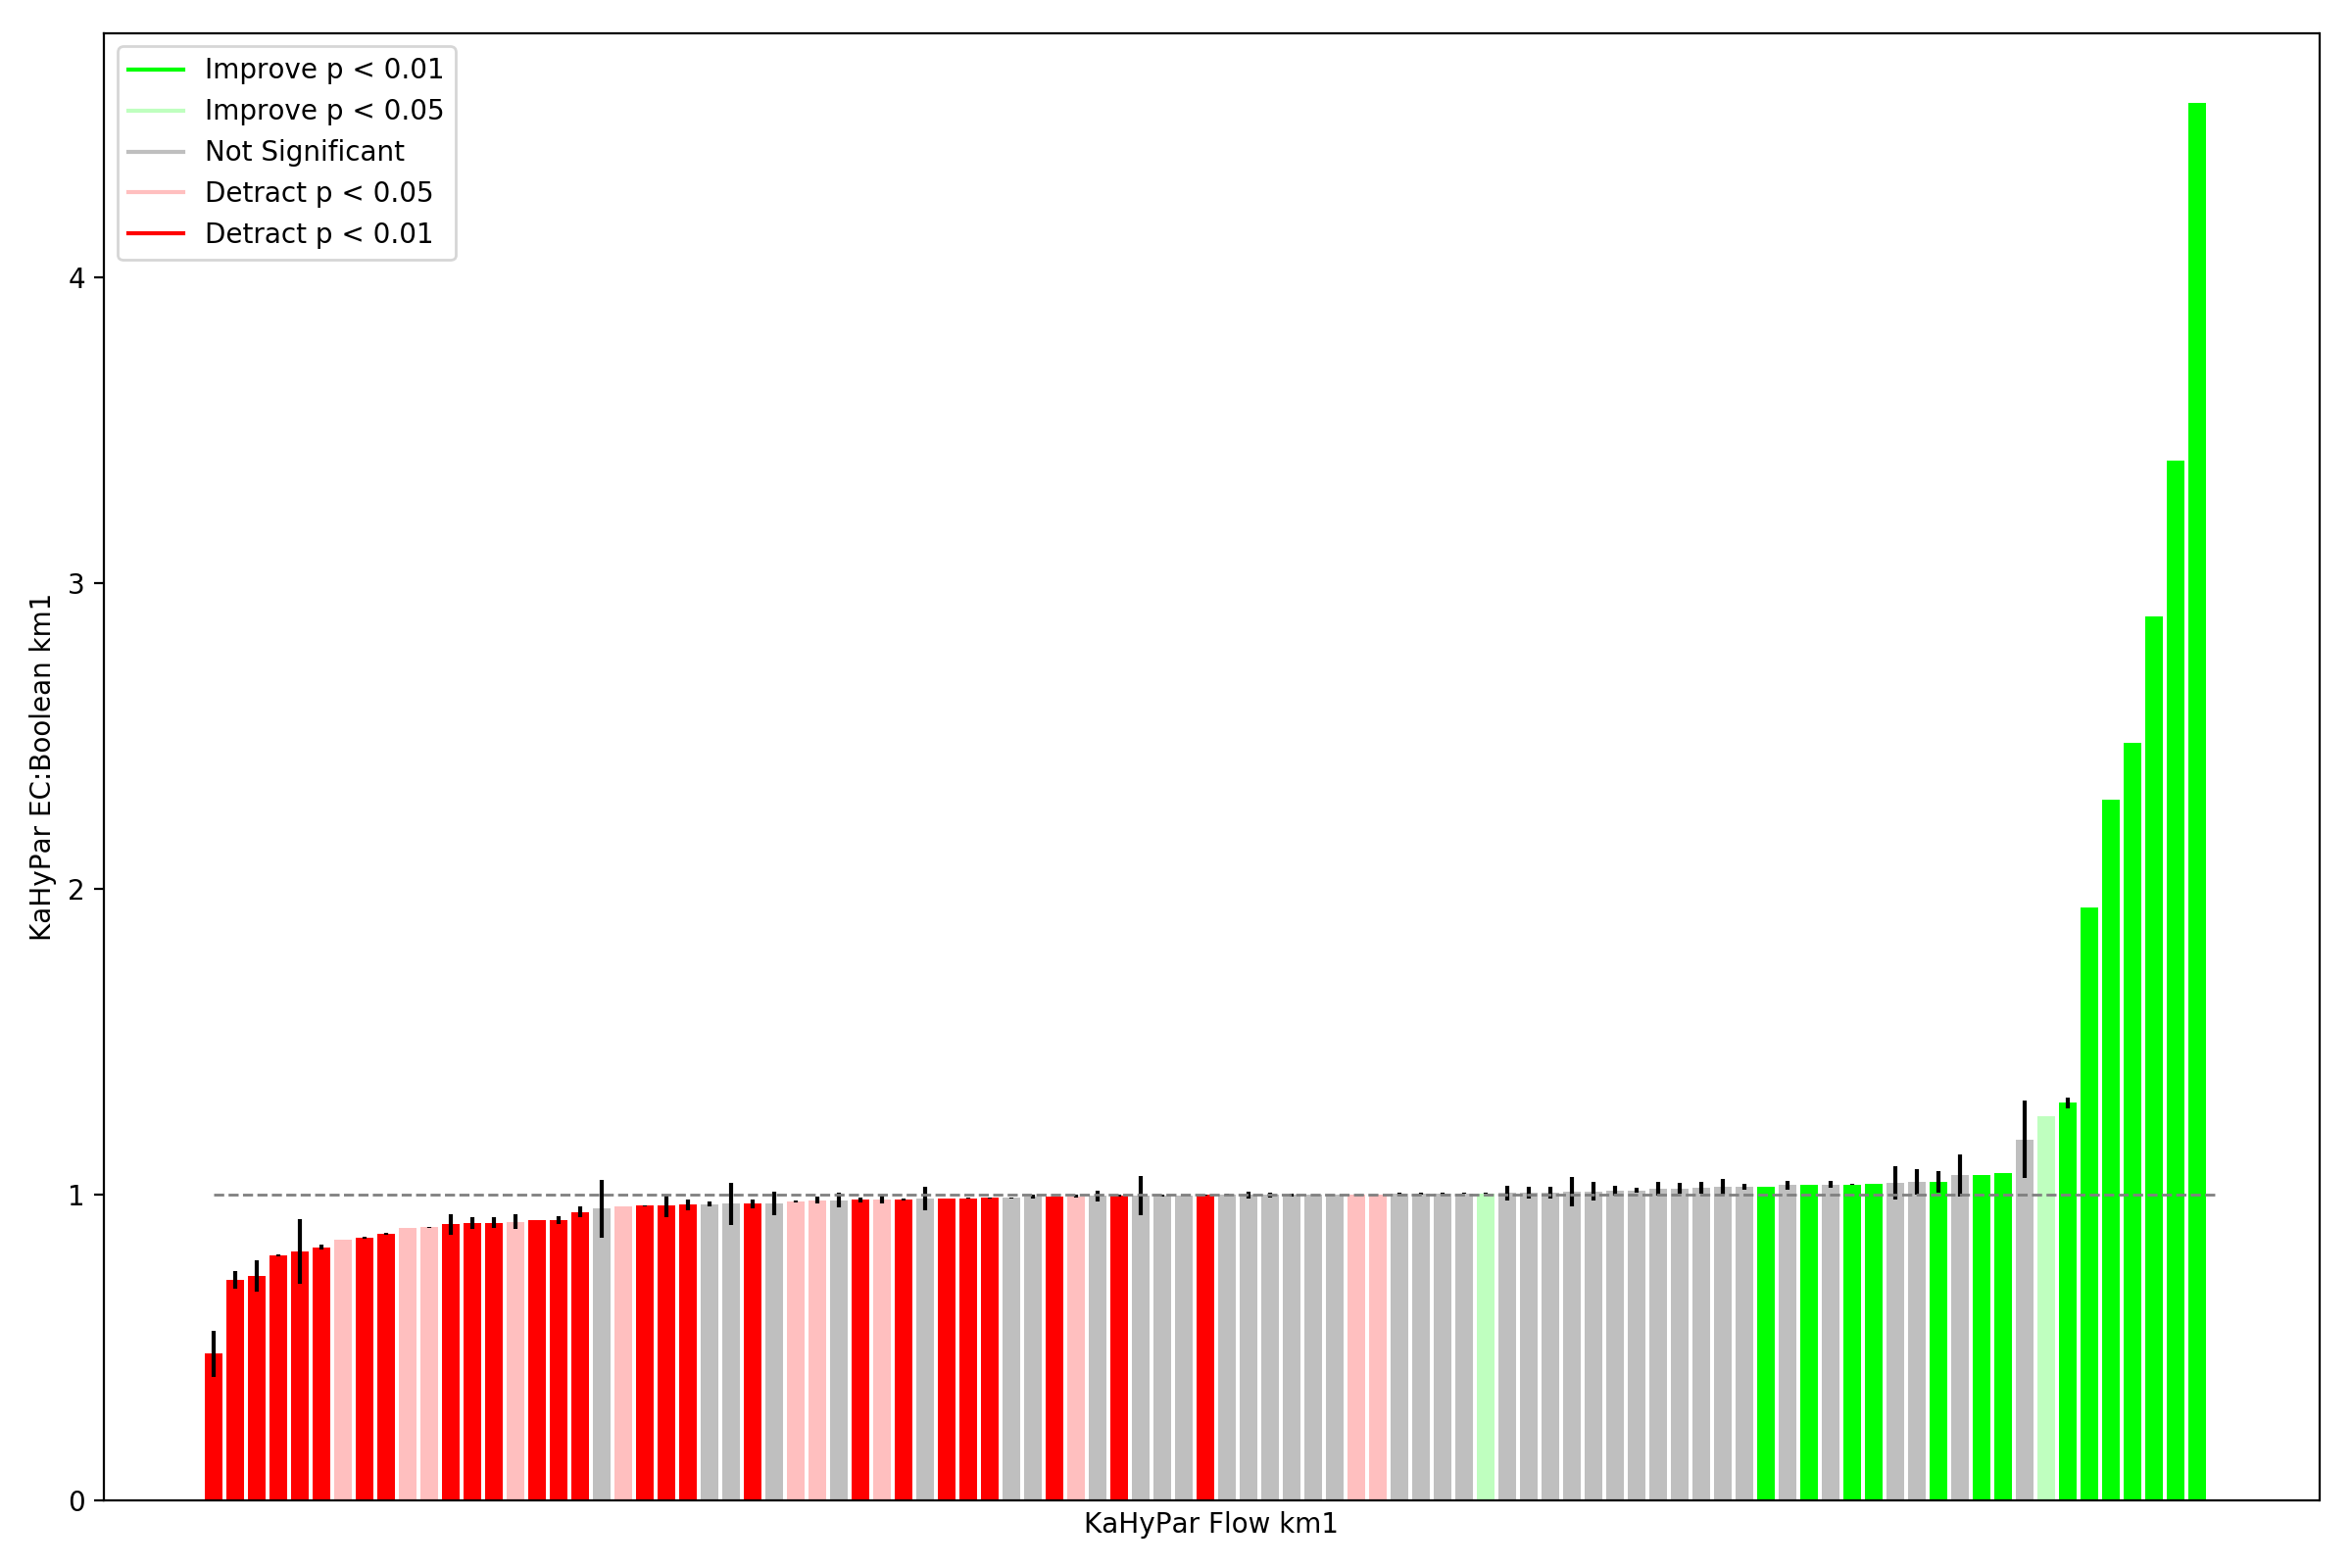 Improve p < 0.01
Improve p < 0.05
Not Significant
Detract p < 0.05
Detract p < 0.01
4
3
2
1
0
KaHyPar EC:Boolean km1
KaHyPar Flow km1